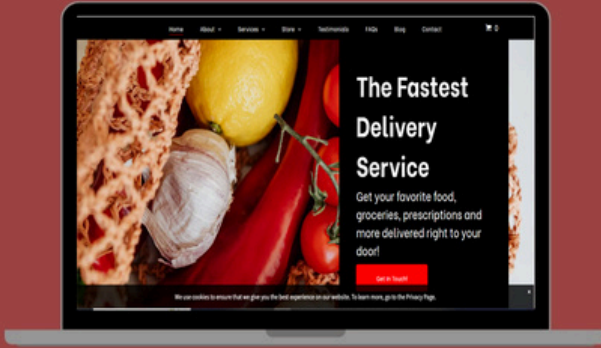 Home About Services Store Testimonials FAQs Blog Contact 0
The Fastest
Delivery
Service
Get your favorite food,
groceries, prescriptions and
more delivered right to your
door!
Get in Touch!
We use cookies to ensure that we give you the best experience on our website. To learn more, go to the Privacy Page.
x